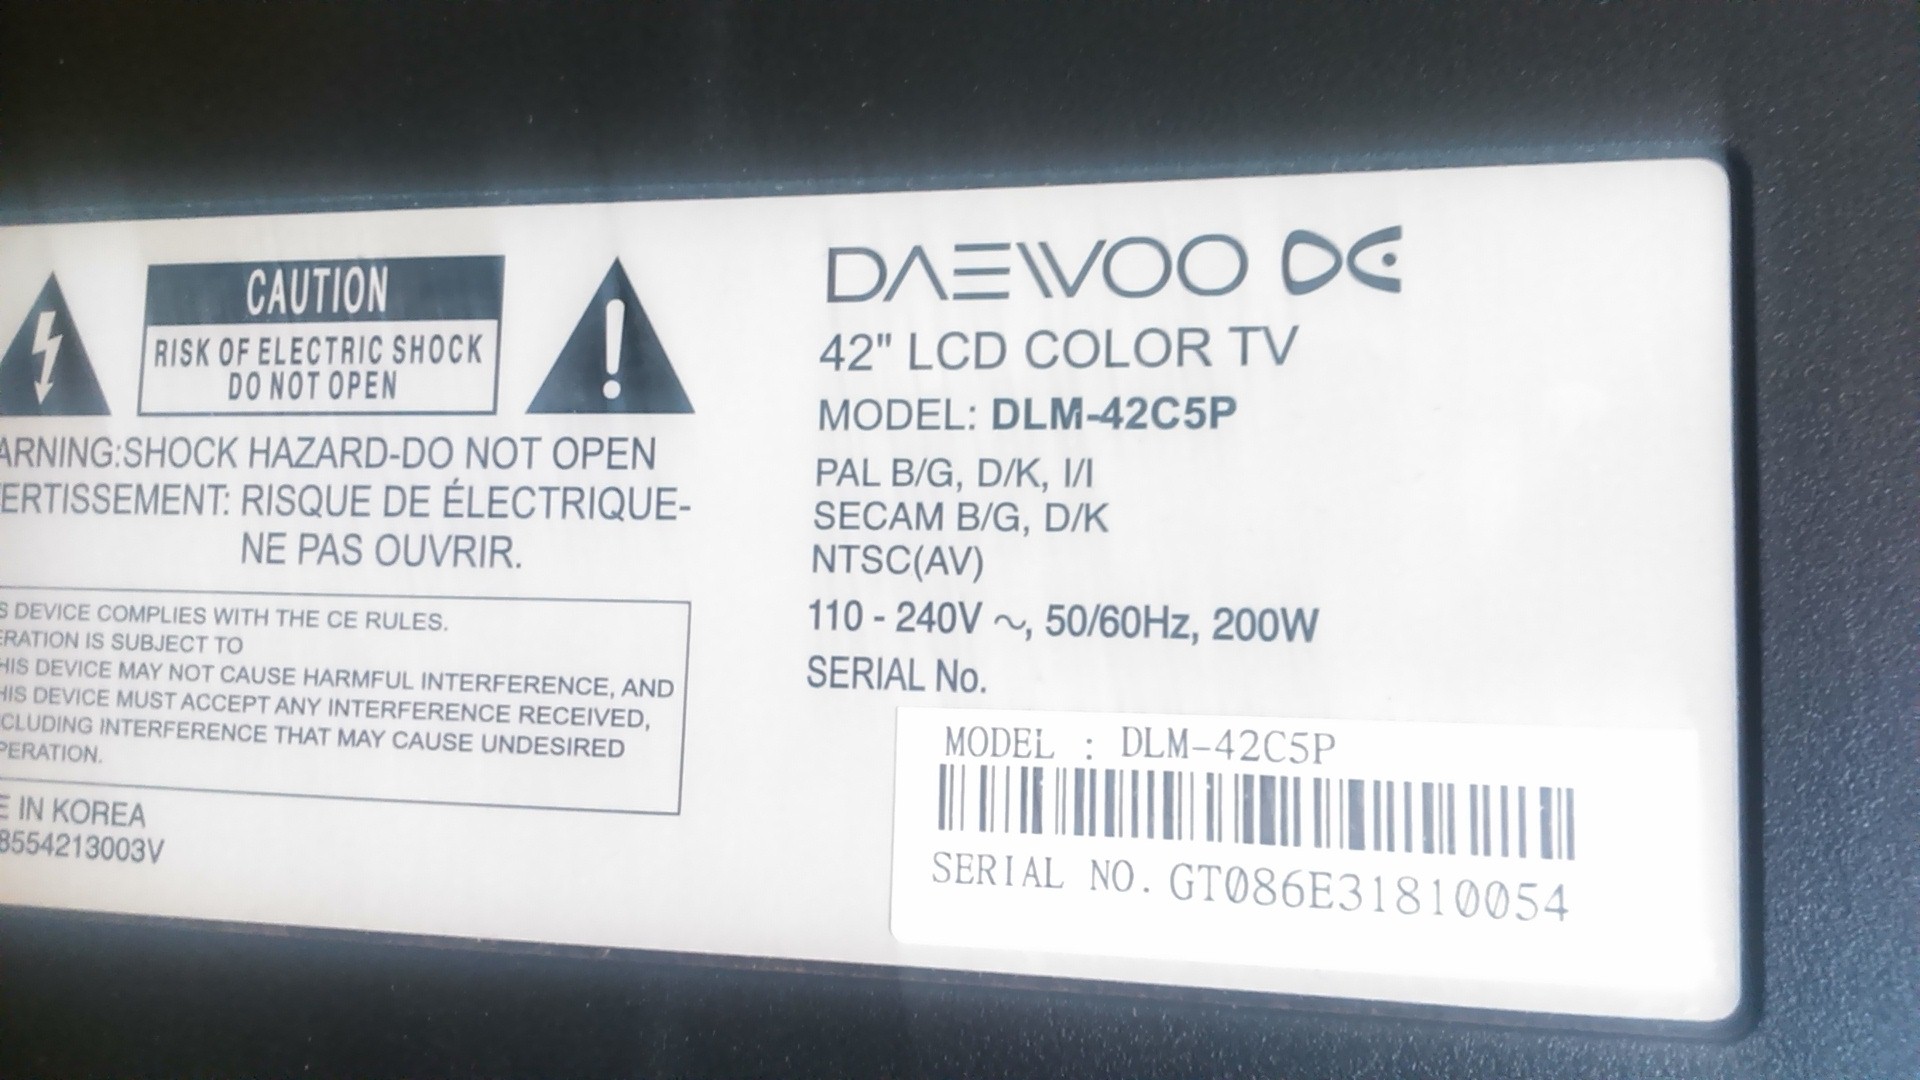 CAUTION
RISK OF ELECTRIC SHOCK
DO NOT OPEN
ARNING:SHOCK HAZARD-DO NOT OPEN
ERTISSEMENT: RISQUE DE ÉLECTRIQUE-
NE PAS OUVRIR.
S DEVICE COMPLIES WITH THE CE RULES.
ERATION IS SUBJECT TO
HIS DEVICE MAY NOT CAUSE HARMFUL INTERFERENCE, AND
HIS DEVICE MUST ACCEPT ANY INTERFERENCE RECEIVED,
CLUDING INTERFERENCE THAT MAY CAUSE UNDESIRED
PERATION.
E IN KOREA
8554213003V
DAEWOO
42" LCD COLOR TV
MODEL: DLM-42C5P
PAL B/G, D/K, I/I
SECAM B/G, D/K
NTSC(AV)
110 - 240V ~, 50/60Hz, 200W
SERIAL No.
MODEL : DLM-42C5P
SERIAL NO. GT086E31810054